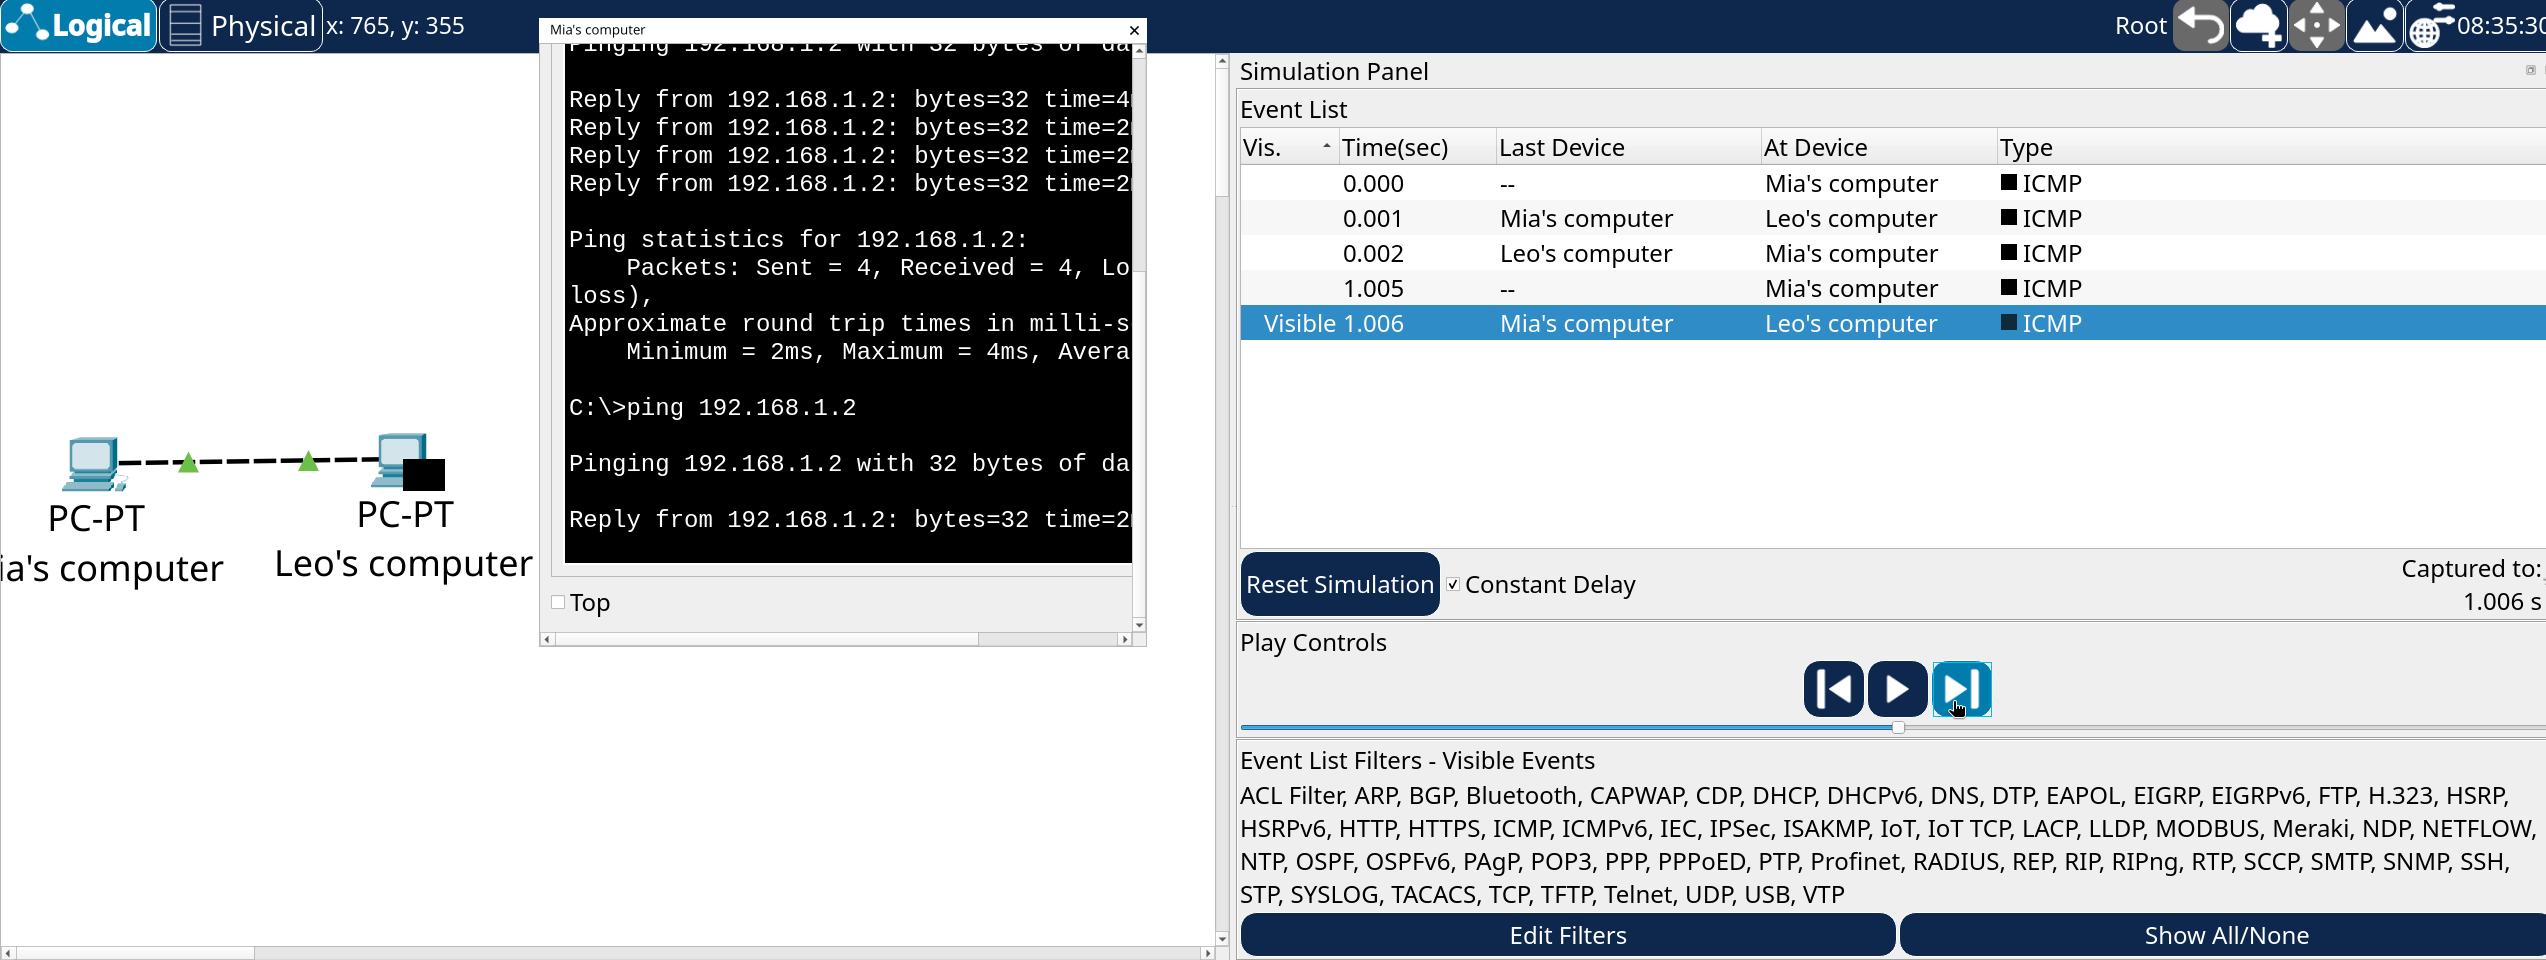 Logical
Physical
x: 765, y: 355
Root
08:35:30
Mia's computer
Pinging 192.168.1.2 with 32 bytes of da
Reply from 192.168.1.2: bytes=32 time=4
Reply from 192.168.1.2: bytes=32 time=2
Reply from 192.168.1.2: bytes=32 time=2
Reply from 192.168.1.2: bytes=32 time=2
Ping statistics for 192.168.1.2:
Packets: Sent = 4, Received = 4, Lo
loss),
Approximate round trip times in milli-s
Minimum = 2ms, Maximum = 4ms, Avera
C:\>ping 192.168.1.2
Pinging 192.168.1.2 with 32 bytes of da
Reply from 192.168.1.2: bytes=32 time=2
Top
PC-PT
ia's computer
PC-PT
Leo's computer
Simulation Panel
Event List
Vis. Time(sec) Last Device At Device Type
0.000 -- Mia's computer ICMP
0.001 Mia's computer Leo's computer ICMP
0.002 Leo's computer Mia's computer ICMP
1.005 -- Mia's computer ICMP
Visible 1.006 Mia's computer Leo's computer ICMP
Reset Simulation
Constant Delay
Captured to:
1.006 s
Play Controls
Event List Filters - Visible Events
ACL Filter, ARP, BGP, Bluetooth, CAPWAP, CDP, DHCP, DHCPv6, DNS, DTP, EAPOL, EIGRP, EIGRPv6, FTP, H.323, HSRP,
HSRPv6, HTTP, HTTPS, ICMP, ICMPv6, IEC, IPSec, ISAKMP, IoT, IoT TCP, LACP, LLDP, MODBUS, Meraki, NDP, NETFLOW,
NTP, OSPF, OSPFv6, PAgP, POP3, PPP, PPPoED, PTP, Profinet, RADIUS, REP, RIP, RIPng, RTP, SCCP, SMTP, SNMP, SSH,
STP, SYSLOG, TACACS, TCP, TFTP, Telnet, UDP, USB, VTP
Edit Filters
Show All/None